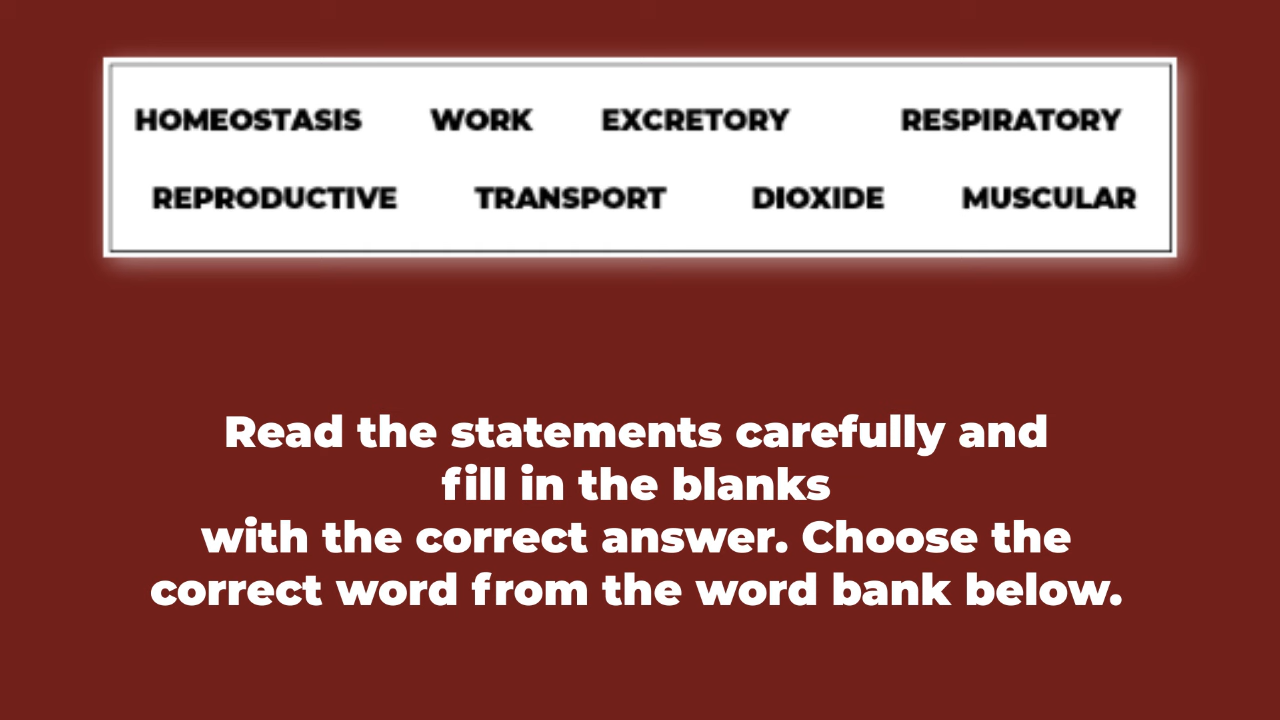 HOMEOSTASIS WORK EXCRETORY RESPIRATORY
REPRODUCTIVE TRANSPORT DIOXIDE MUSCULAR
Read the statements carefully and
fill in the blanks
with the correct answer. Choose the
correct word from the word bank below.